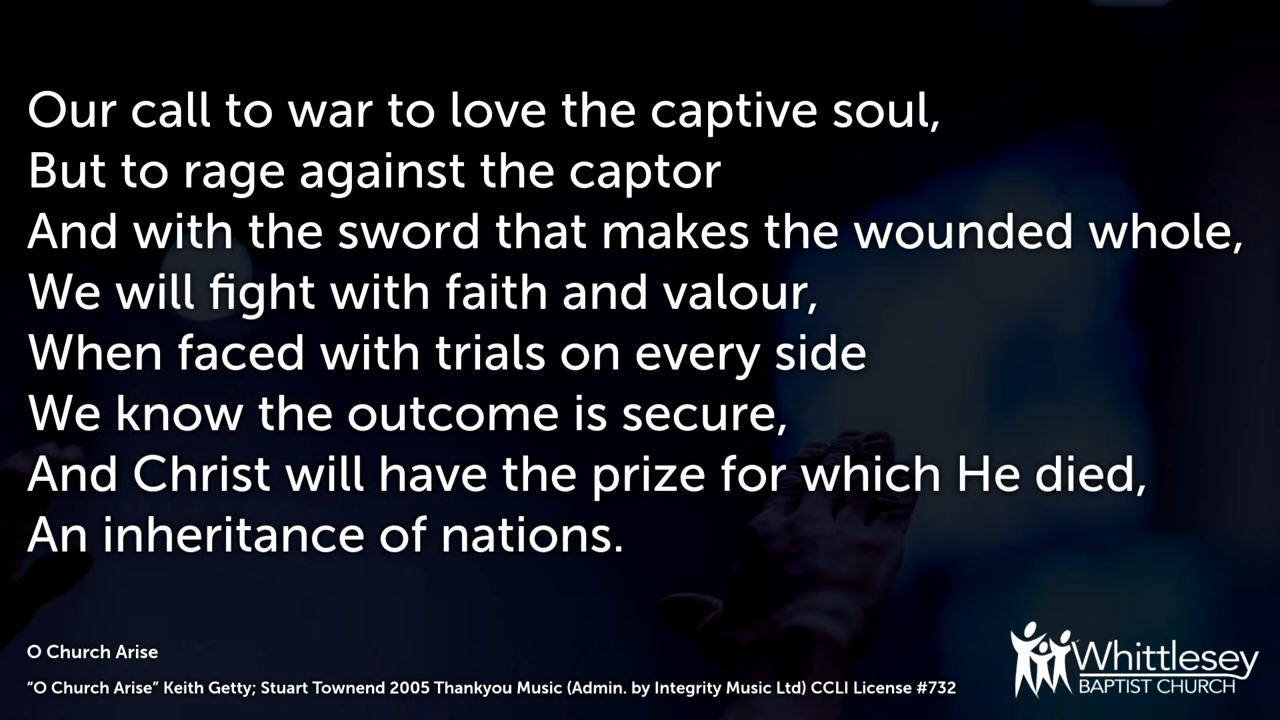 Our call to war to love the captive soul,
But to rage against the captor
And with the sword that makes the wounded whole,
We will fight with faith and valour,
When faced with trials on every side
We know the outcome is secure,
And Christ will have the prize for which He died,
An inheritance of nations.
O Church Arise
“O Church Arise” Keith Getty; Stuart Townend 2005 Thankyou Music (Admin. by Integrity Music Ltd) CCLI License #732
Whittlesey
BAPTIST CHURCH